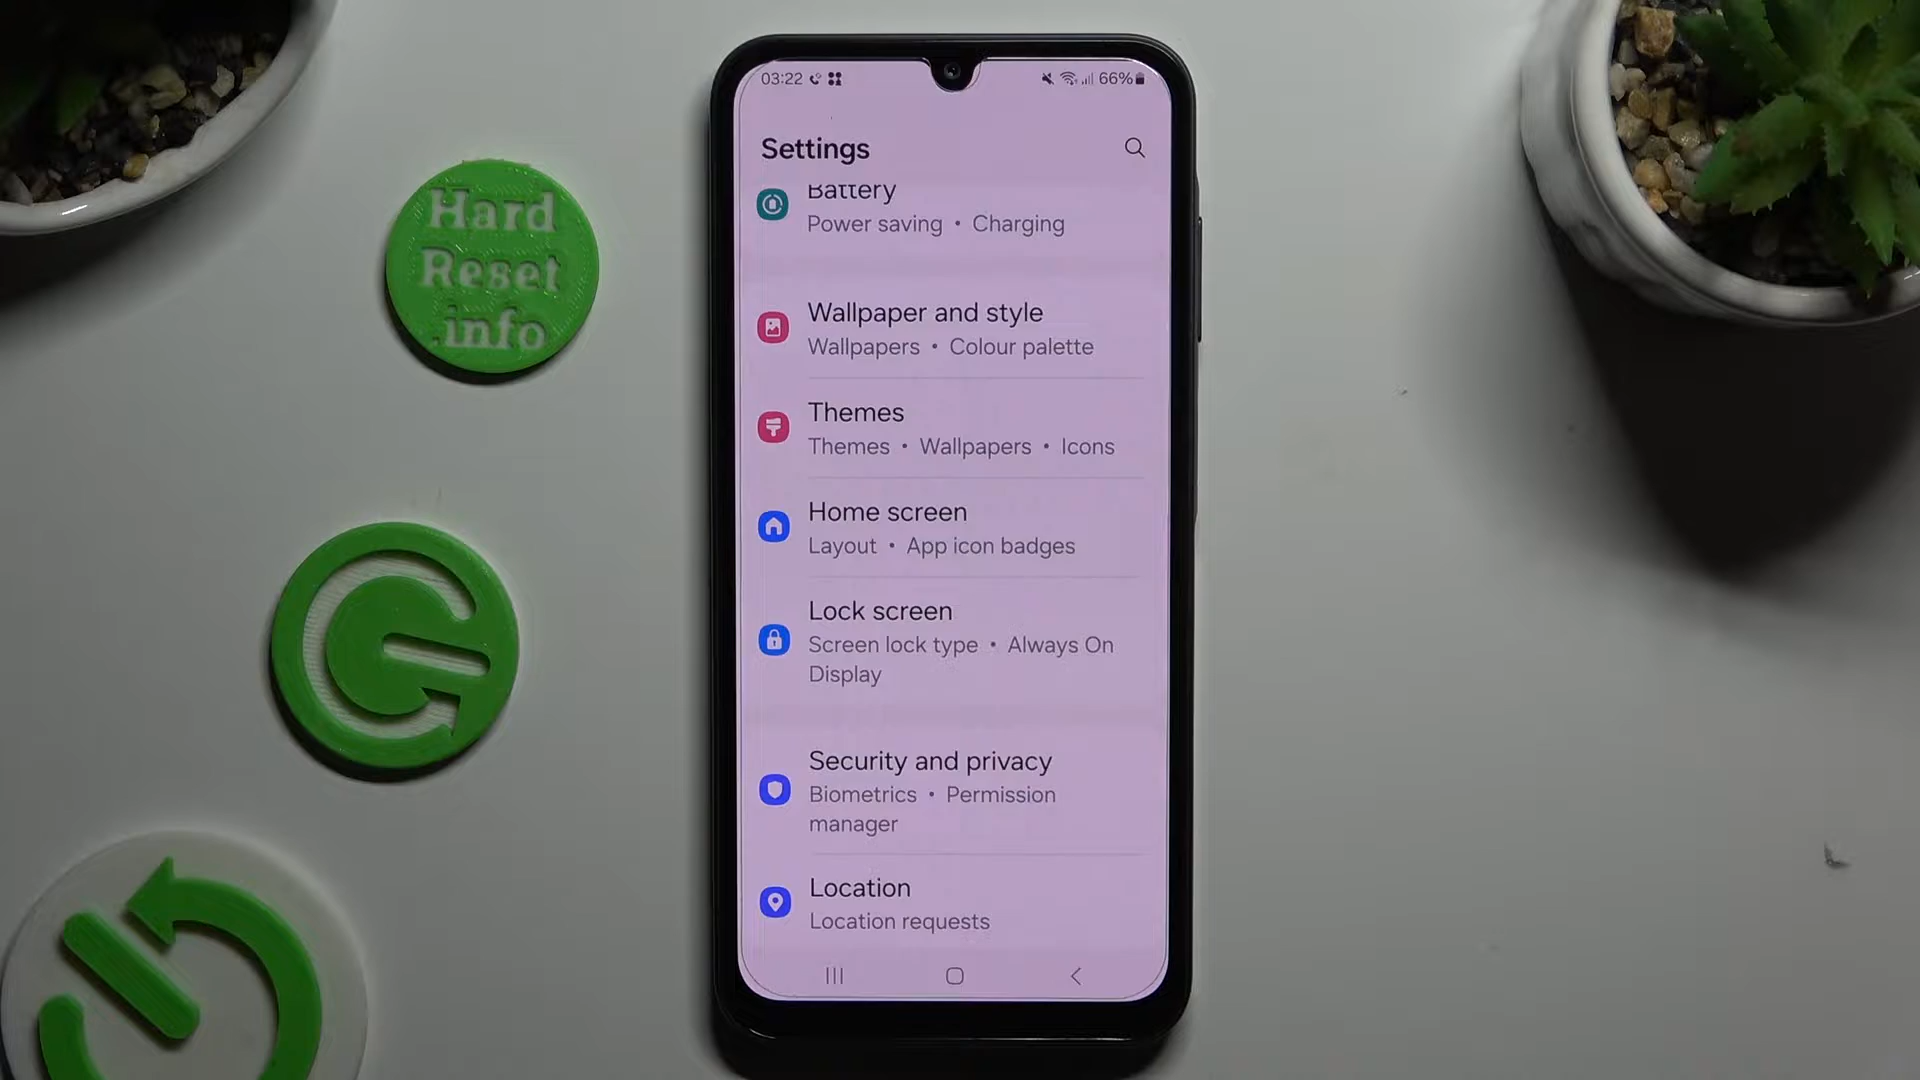 Hard
Reset
.info
03:22
66%
Settings
Battery
Power saving • Charging
Wallpaper and style
Wallpapers • Colour palette
Themes
Themes • Wallpapers • Icons
Home screen
Layout • App icon badges
Lock screen
Screen lock type • Always On
Display
Security and privacy
Biometrics • Permission
manager
Location
Location requests